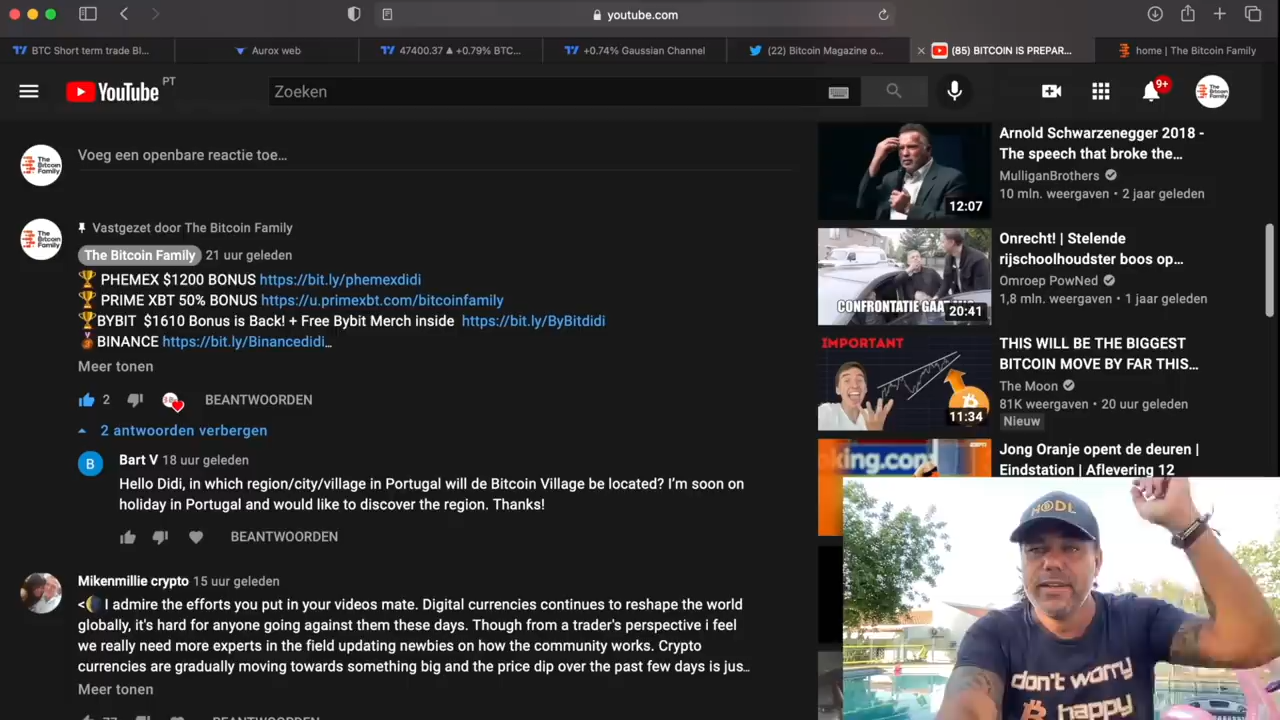 youtube.com
BTC Short term trade BI...
Aurox web
47400.37 ▲ +0.79% BTC...
+0.74% Gaussian Channel
(22) Bitcoin Magazine o...
(85) BITCOIN IS PREPAR...
home | The Bitcoin Family
YouTube PT
Zoeken
9+
Voeg een openbare reactie toe...
Vastgezet door The Bitcoin Family
The Bitcoin Family 21 uur geleden
🏆 PHEMEX $1200 BONUS https://bit.ly/phemexdidi
🏆 PRIME XBT 50% BONUS https://u.primexbt.com/bitcoinfamily
🏆BYBIT $1610 Bonus is Back! + Free Bybit Merch inside https://bit.ly/ByBitdidi
🥉BINANCE https://bit.ly/Binancedidi...
Meer tonen
2 BEANTWOORDEN
2 antwoorden verbergen
B Bart V 18 uur geleden
Hello Didi, in which region/city/village in Portugal will de Bitcoin Village be located? I'm soon on
holiday in Portugal and would like to discover the region. Thanks!
BEANTWOORDEN
Mikenmillie crypto 15 uur geleden
<🌗 I admire the efforts you put in your videos mate. Digital currencies continues to reshape the world
globally, it's hard for anyone going against them these days. Though from a trader's perspective i feel
we really need more experts in the field updating newbies on how the community works. Crypto
currencies are gradually moving towards something big and the price dip over the past few days is jus...
Meer tonen
77 BEANTWOORDEN
Arnold Schwarzenegger 2018 -
The speech that broke the...
MulliganBrothers
10 mln. weergaven • 2 jaar geleden
12:07
Onrecht! | Stelende
rijschoolhoudster boos op...
Omroep PowNed
1,8 mln. weergaven • 1 jaar geleden
CONFRONTATIE GAAT
20:41
IMPORTANT
THIS WILL BE THE BIGGEST
BITCOIN MOVE BY FAR THIS...
The Moon
81K weergaven • 20 uur geleden
Nieuw
11:34
Jong Oranje opent de deuren |
Eindstation | Aflevering 12
king.com
HODL
don't worry
happy